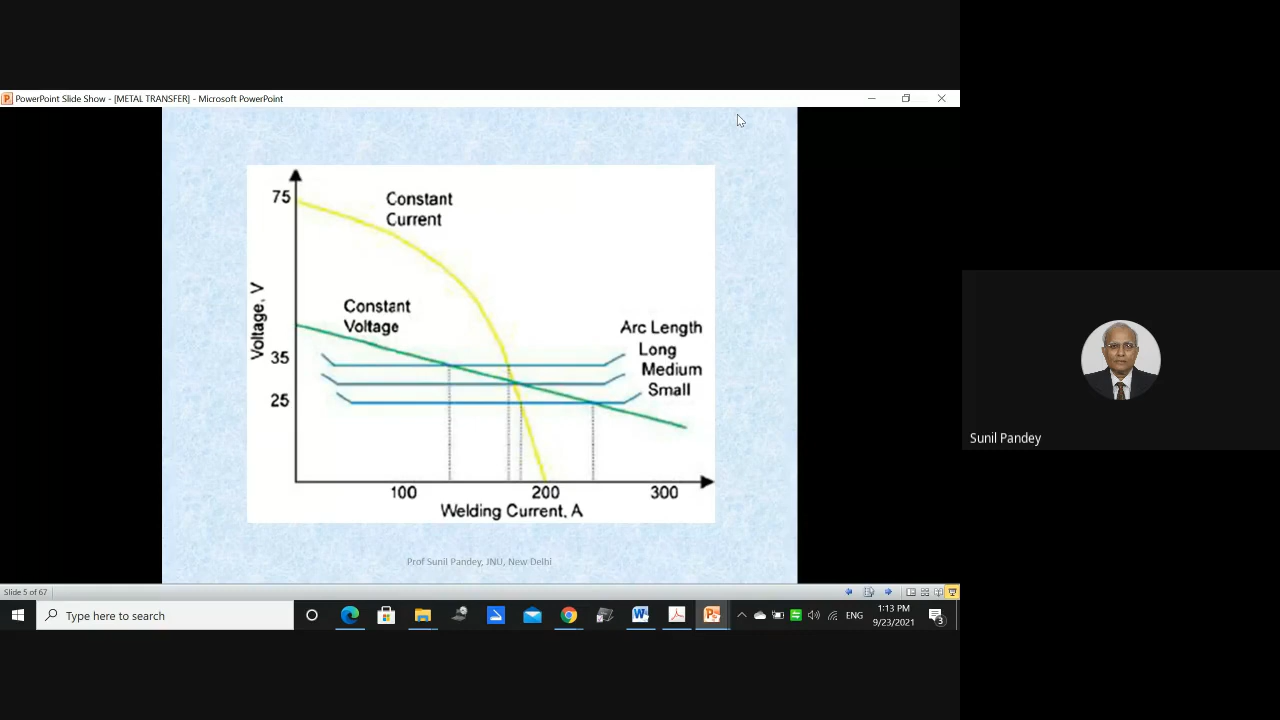 PowerPoint Slide Show - [METAL TRANSFER] - Microsoft PowerPoint
75
Constant
Current
Constant
Voltage
Voltage, V
Arc Length
Long
Medium
Small
35
25
100
200
300
Welding Current, A
Prof Sunil Pandey, JNU, New Delhi
Sunil Pandey
Slide 5 of 67
Type here to search
ENG
1:13 PM
9/23/2021
3